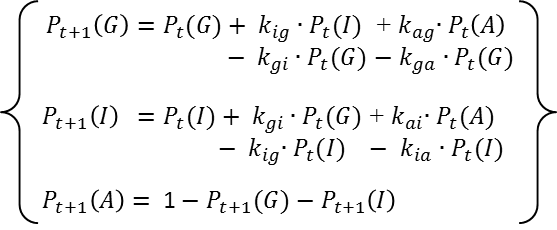 P_{t+1}(G) = P_t(G) + k_{ig} · P_t(I) + k_{ag} · P_t(A)
− k_{gi} · P_t(G) − k_{ga} · P_t(G)
P_{t+1}(I) = P_t(I) + k_{gi} · P_t(G) + k_{ai} · P_t(A)
− k_{ig} · P_t(I) − k_{ia} · P_t(I)
P_{t+1}(A) = 1 − P_{t+1}(G) − P_{t+1}(I)